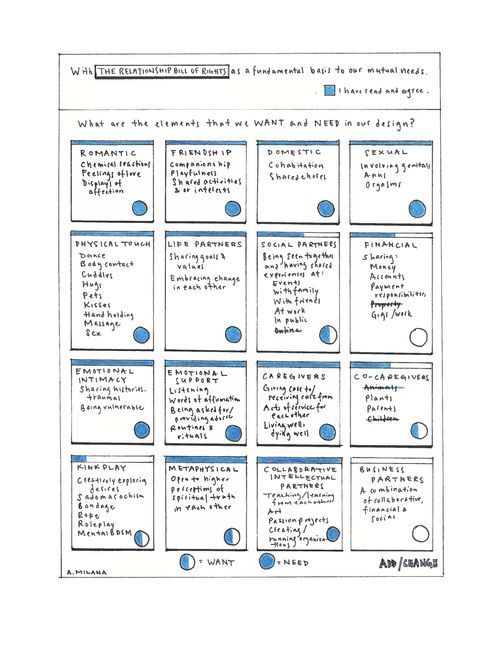 With THE RELATIONSHIP BILL OF RIGHTS as a fundamental basis to our mutual needs.
I have read and agree.
What are the elements that we WANT and NEED in our design?
ROMANTIC
Chemical reactions
Feelings of love
Displays of
affection
FRIENDSHIP
Companionship
Playfulness
Shared activities
& or interests
DOMESTIC
Cohabitation
Shared chores
SEXUAL
Involving genitals
Anus
Orgasms
PHYSICAL TOUCH
Dance
Body contact
Cuddles
Hugs
Pets
Kisses
Hand holding
Massage
Sex
LIFE PARTNERS
Sharing goals &
values
Embracing change
in each other
SOCIAL PARTNERS
Being seen together
and having shared
experiences at:
Events
With family
With friends
At work
In public
Online
FINANCIAL
Sharing:
Money
Accounts
Payment
responsibilities
Property
Gigs/work
EMOTIONAL
INTIMACY
Sharing histories,
traumas
Being vulnerable
EMOTIONAL
SUPPORT
Listening
Words of affirmation
Being asked for/
providing advice
Routines &
rituals
CAREGIVERS
Giving care to/
receiving care from
Acts of service for
each other
Living well,
dying well
CO-CAREGIVERS
Animals
Plants
Parents
Children
KINK PLAY
Creatively exploring
desires
Sadomasochism
Bondage
Rope
Roleplay
Mental BDSM
METAPHYSICAL
Open to higher
perceptions of
spiritual truth
in each other
COLLABORATIVE
INTELLECTUAL
PARTNERS
Teaching/learning
from each other
Art
Passion projects
Creating/
running organiza-
tions
BUSINESS
PARTNERS
A combination
of collaborative,
financial &
social
= WANT = NEED ADD/CHANGE
A. MILANA